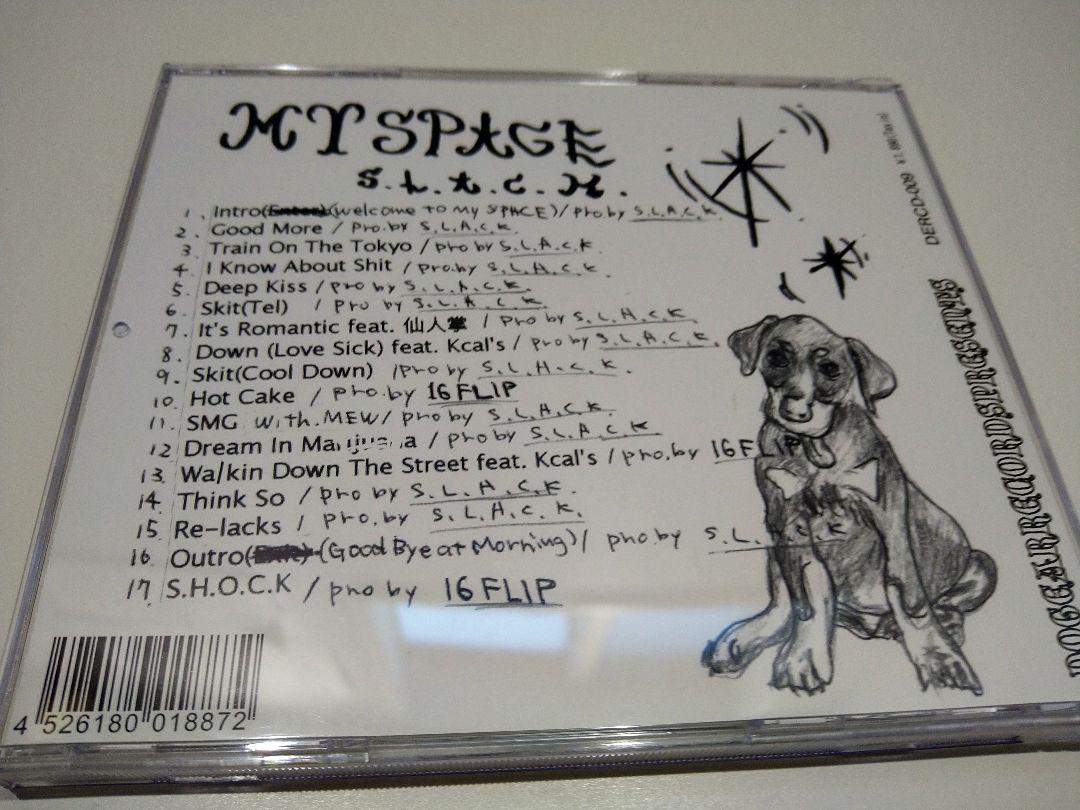 MY SPACE
S.L.A.C.K.
1. Intro(Enter)(welcome To My SPACE)/pro by S.L.A.C.K.
2. Good More / pro.by S.L.A.C.K.
3. Train On The Tokyo / pro by S.L.A.C.K.
4. I Know About Shit / pro.by S.L.A.C.K.
5. Deep Kiss / pro by S.L.A.C.K.
6. Skit(Tel) / pro by S.L.A.C.K.
7. It's Romantic feat. 仙人掌 / pro by S.L.A.C.K.
8. Down (Love Sick) feat. Kcal's / pro by S.L.A.C.K.
9. Skit(Cool Down) /pro by S.L.A.C.K.
10. Hot Cake / pro.by 16FLIP
11. SMG with.MEW/ pro by S.L.A.C.K.
12 Dream In Marijuana / pro by S.L.A.C.K
13. Walkin Down The Street feat. Kcal's / pro.by 16FLIP
14. Think So / pro by S.L.A.C.K.
15. Re-lacks / pro.by S.L.A.C.K.
16. Outro(Exit)(Good Bye at Morning)/ pro.by S.L.A.C.K
17. S.H.O.C.K / pro by 16FLIP
4 526180 018872
DERCD-009
DOGEARRECORDSPRESENTS